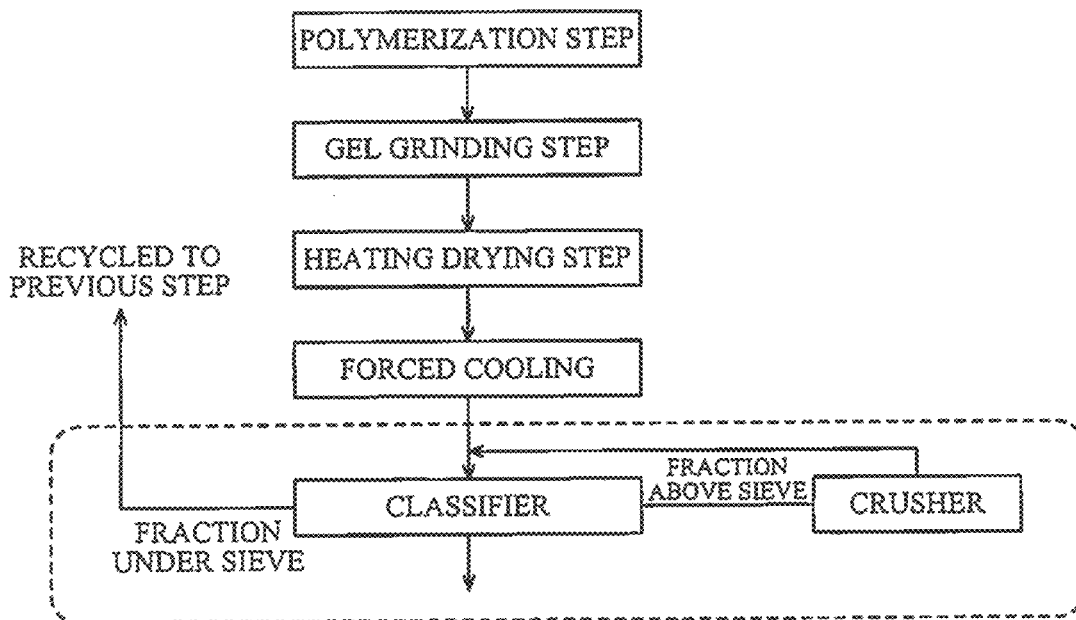 POLYMERIZATION STEP
GEL GRINDING STEP
HEATING DRYING STEP
RECYCLED TO
PREVIOUS STEP
FORCED COOLING
FRACTION
ABOVE SIEVE
CLASSIFIER
CRUSHER
FRACTION
UNDER SIEVE